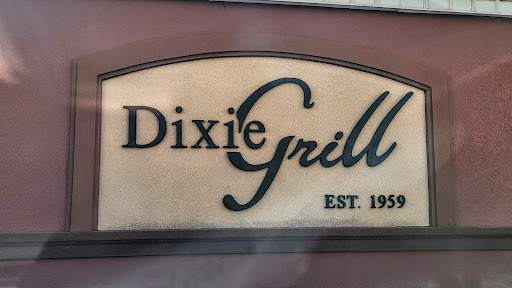 Dixie Grill
EST. 1959